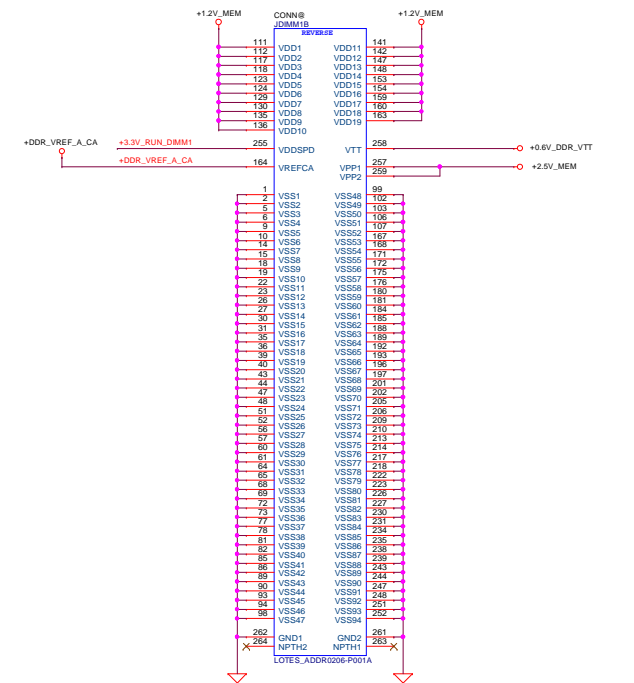 +1.2V_MEM CONN@ +1.2V_MEM
JDIMM1B
REVERSE
111 VDD1 VDD11 141
112 VDD2 VDD12 142
117 VDD3 VDD13 147
118 VDD4 VDD14 148
123 VDD5 VDD15 153
124 VDD6 VDD16 154
129 VDD7 VDD17 159
130 VDD8 VDD18 160
135 VDD9 VDD19 163
136 VDD10
+DDR_VREF_A_CA +3.3V_RUN_DIMM1 255 VDDSPD VTT 258 +0.6V_DDR_VTT
+DDR_VREF_A_CA 164 VREFCA VPP1 257 +2.5V_MEM
VPP2 259
1 VSS1 VSS48 99
2 VSS2 VSS49 102
5 VSS3 VSS50 103
6 VSS4 VSS51 106
9 VSS5 VSS52 107
10 VSS6 VSS53 167
14 VSS7 VSS54 168
15 VSS8 VSS55 171
18 VSS9 VSS56 172
19 VSS10 VSS57 175
22 VSS11 VSS58 176
23 VSS12 VSS59 180
26 VSS13 VSS60 181
27 VSS14 VSS61 184
30 VSS15 VSS62 185
31 VSS16 VSS63 188
35 VSS17 VSS64 189
36 VSS18 VSS65 192
39 VSS19 VSS66 193
40 VSS20 VSS67 196
43 VSS21 VSS68 197
44 VSS22 VSS69 201
47 VSS23 VSS70 202
48 VSS24 VSS71 205
51 VSS25 VSS72 206
52 VSS26 VSS73 209
56 VSS27 VSS74 210
57 VSS28 VSS75 213
60 VSS29 VSS76 214
61 VSS30 VSS77 217
64 VSS31 VSS78 218
65 VSS32 VSS79 222
68 VSS33 VSS80 223
69 VSS34 VSS81 226
72 VSS35 VSS82 227
73 VSS36 VSS83 230
77 VSS37 VSS84 231
78 VSS38 VSS85 234
81 VSS39 VSS86 235
82 VSS40 VSS87 238
85 VSS41 VSS88 239
86 VSS42 VSS89 243
89 VSS43 VSS90 244
90 VSS44 VSS91 247
93 VSS45 VSS92 248
94 VSS46 VSS93 251
98 VSS47 VSS94 252
262 GND1 GND2 261
264 NPTH2 NPTH1 263
LOTES_ADDR0206-P001A